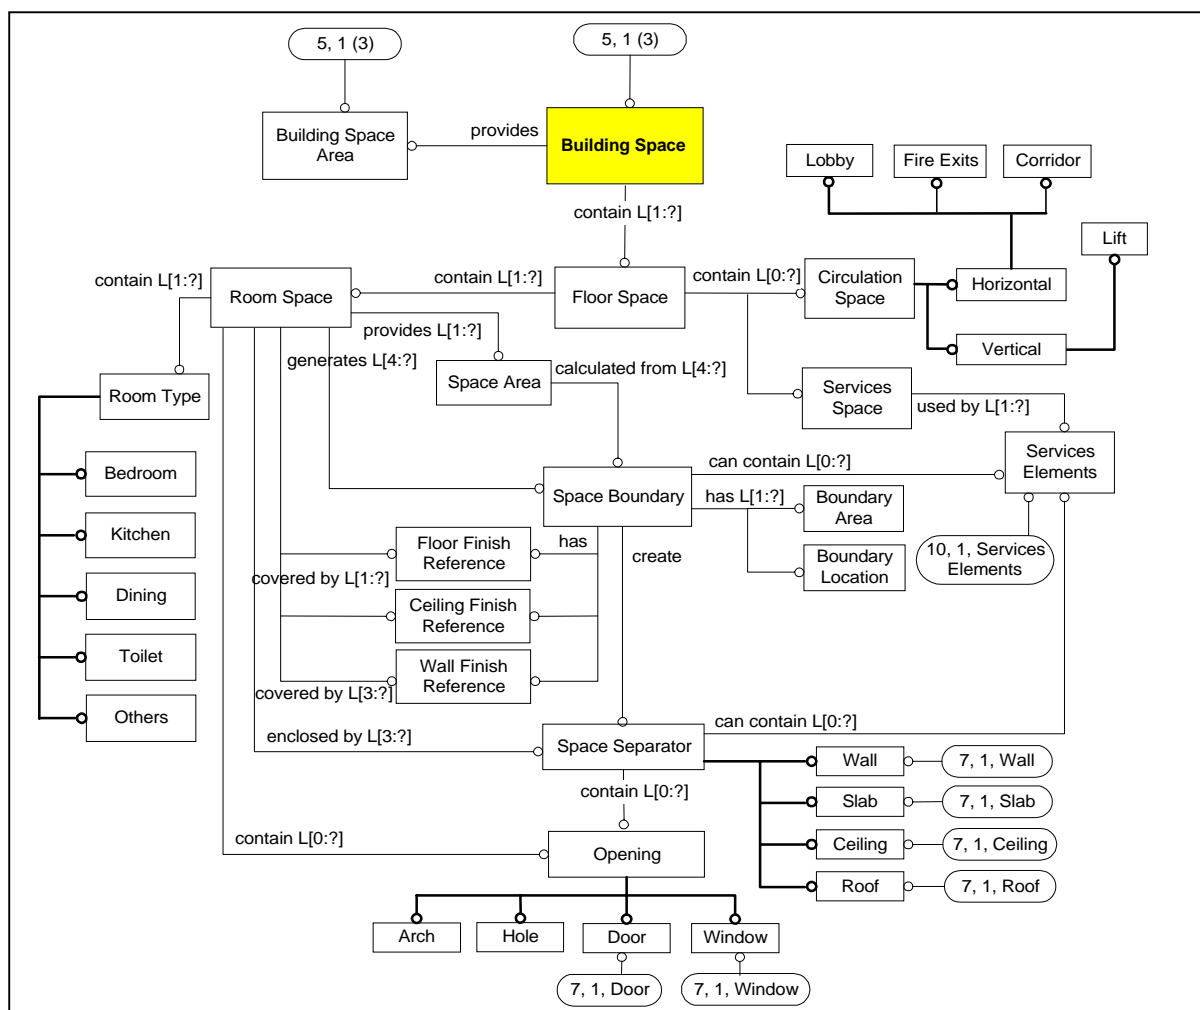 5, 1 (3)
5, 1 (3)
Building Space
Area
provides
Building Space
Lobby
Fire Exits
Corridor
contain L[1:?]
Lift
contain L[1:?]
Room Space
contain L[1:?]
Floor Space
contain L[0:?]
Circulation
Space
Horizontal
provides L[1:?]
generates L[4:?]
Vertical
Room Type
Space Area
calculated from L[4:?]
Services
Space
used by L[1:?]
Bedroom
can contain L[0:?]
Services
Elements
Space Boundary
has L[1:?]
Boundary
Area
Kitchen
Floor Finish
Reference
has
create
Boundary
Location
10, 1, Services
Elements
covered by L[1:?]
Dining
Ceiling Finish
Reference
Toilet
Wall Finish
Reference
covered by L[3:?]
Others
enclosed by L[3:?]
Space Separator
can contain L[0:?]
Wall
7, 1, Wall
contain L[0:?]
Slab
7, 1, Slab
contain L[0:?]
Opening
Ceiling
7, 1, Ceiling
Roof
7, 1, Roof
Arch
Hole
Door
Window
7, 1, Door
7, 1, Window